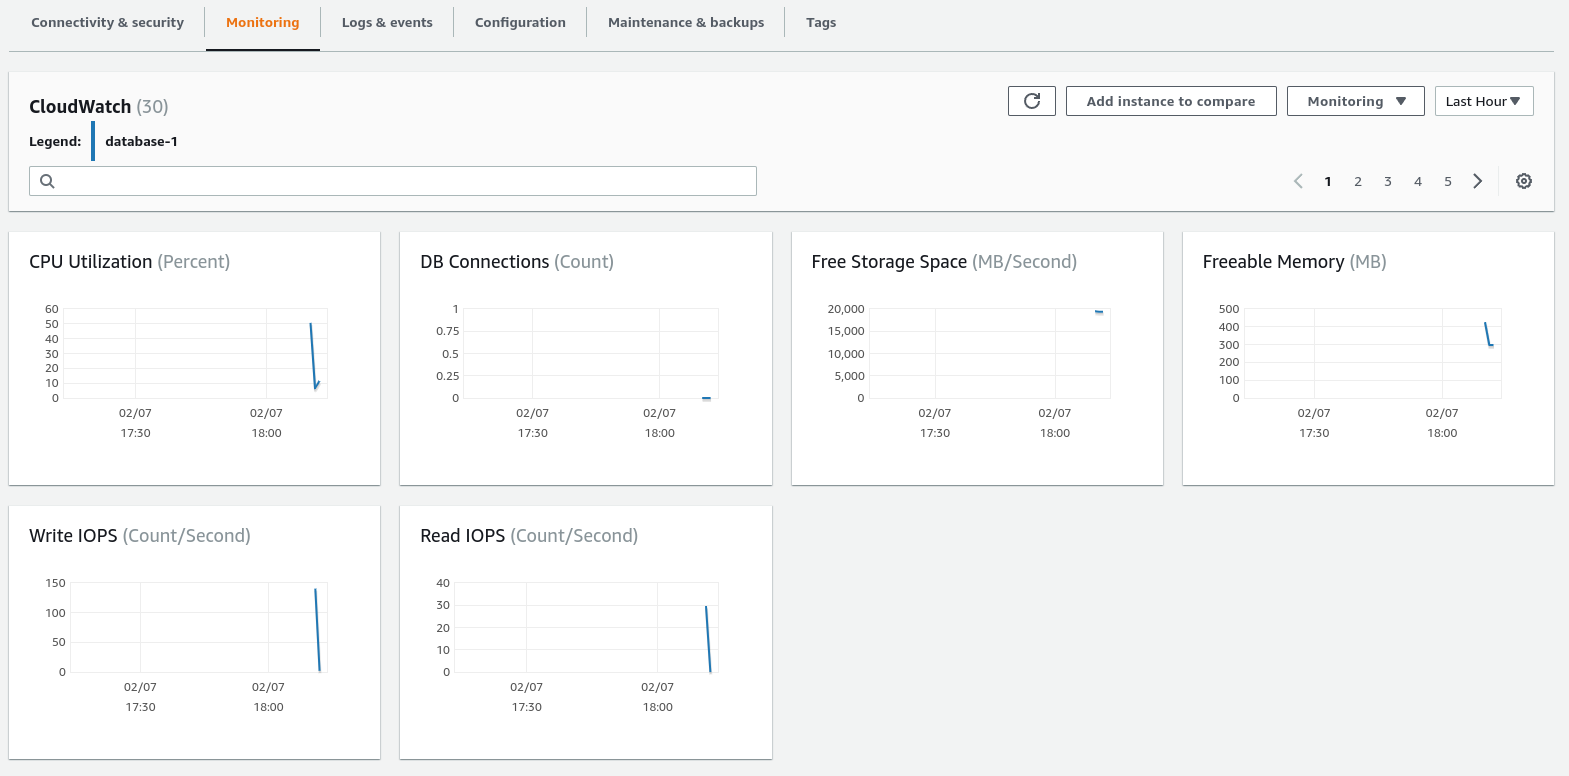 Connectivity & security
Monitoring
Logs & events
Configuration
Maintenance & backups
Tags
CloudWatch (30)
Add instance to compare
Monitoring
Last Hour
Legend:
database-1
1 2 3 4 5
CPU Utilization (Percent)
60
50
40
30
20
10
0
02/07 02/07
17:30 18:00
DB Connections (Count)
1
0.75
0.5
0.25
0
02/07 02/07
17:30 18:00
Free Storage Space (MB/Second)
20,000
15,000
10,000
5,000
0
02/07 02/07
17:30 18:00
Freeable Memory (MB)
500
400
300
200
100
0
02/07 02/07
17:30 18:00
Write IOPS (Count/Second)
150
100
50
0
02/07 02/07
17:30 18:00
Read IOPS (Count/Second)
40
30
20
10
0
02/07 02/07
17:30 18:00